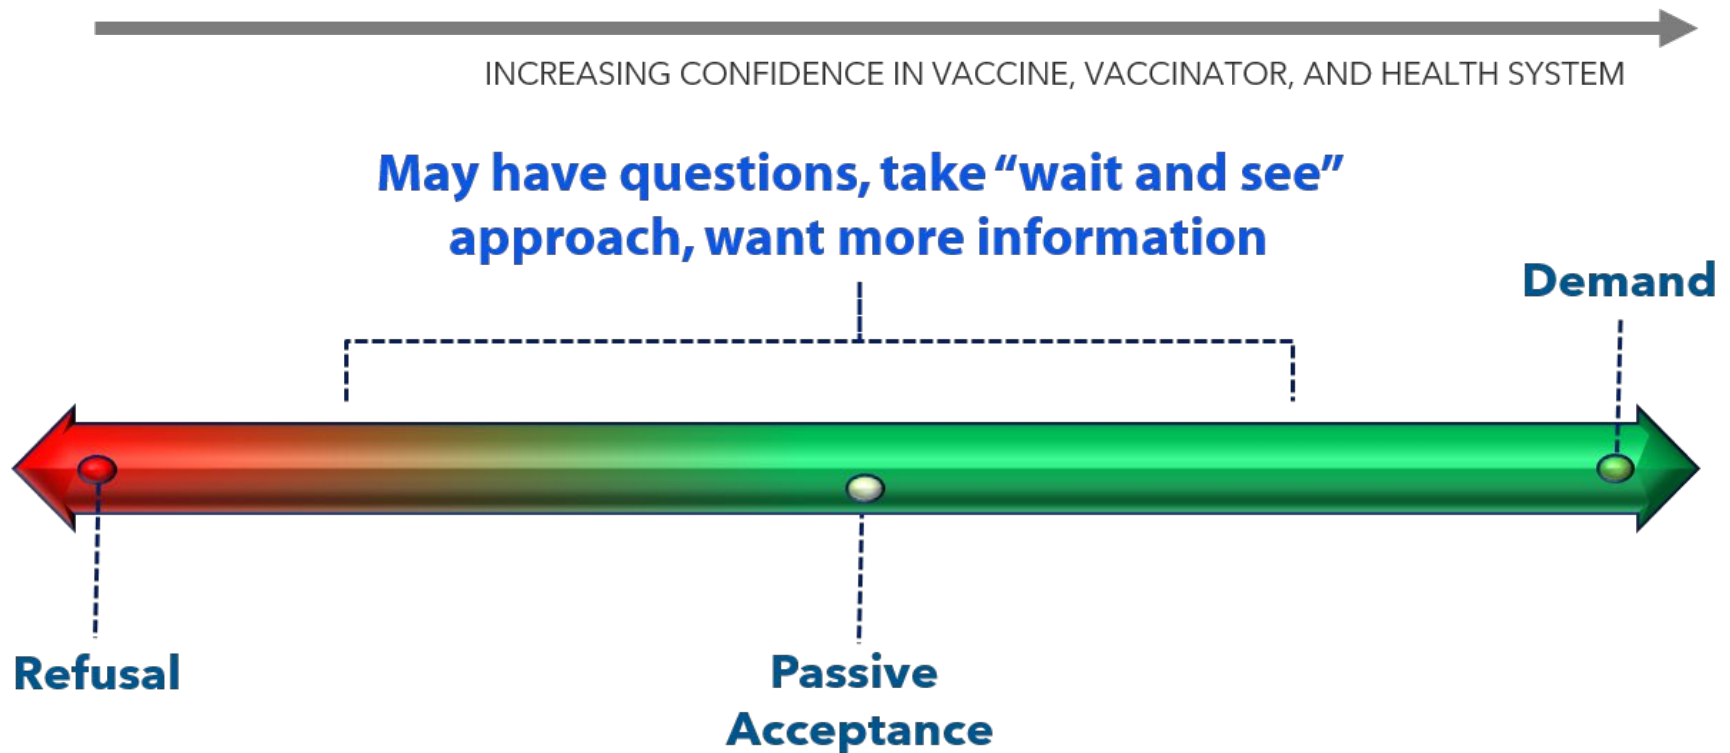 INCREASING CONFIDENCE IN VACCINE, VACCINATOR, AND HEALTH SYSTEM
May have questions, take “wait and see”
approach, want more information
Demand
Refusal
Passive
Acceptance